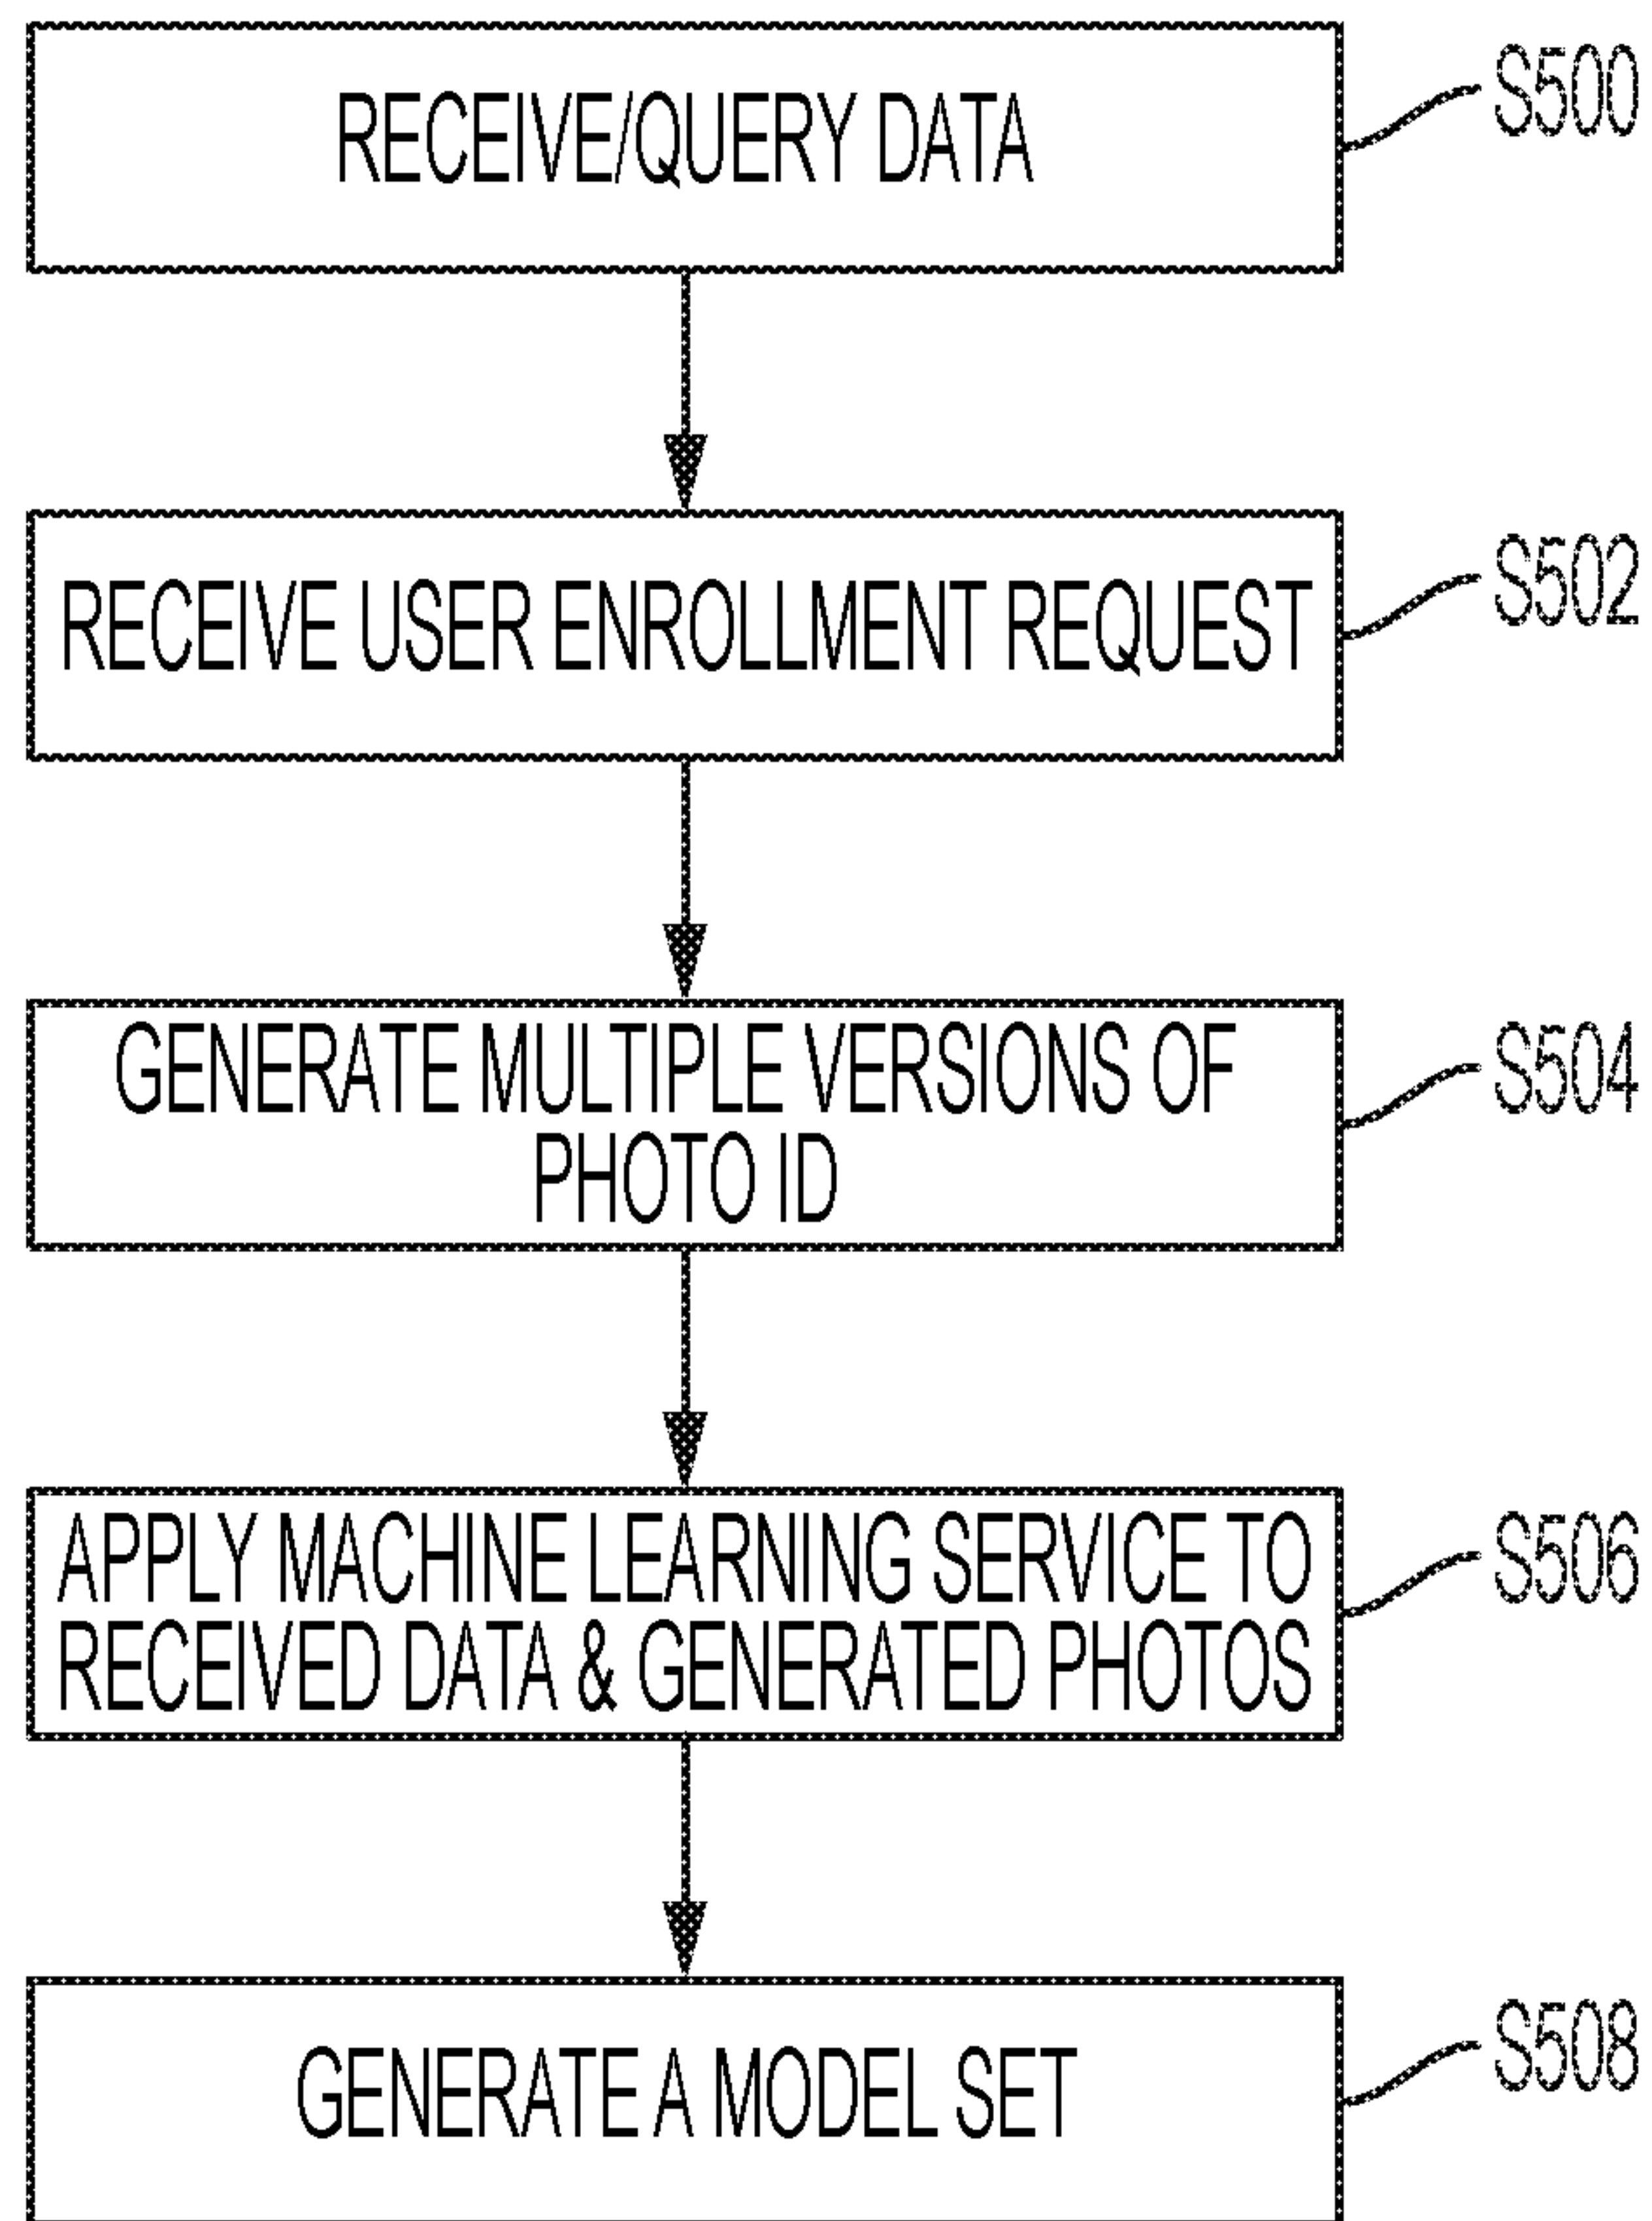 RECEIVE/QUERY DATA
S500
RECEIVE USER ENROLLMENT REQUEST
S502
GENERATE MULTIPLE VERSIONS OF
PHOTO ID
S504
APPLY MACHINE LEARNING SERVICE TO
RECEIVED DATA & GENERATED PHOTOS
S506
GENERATE A MODEL SET
S508